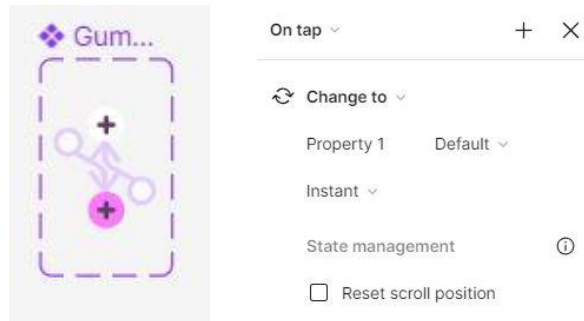 Gum...
On tap
Change to
Property 1 Default
Instant
State management
Reset scroll position